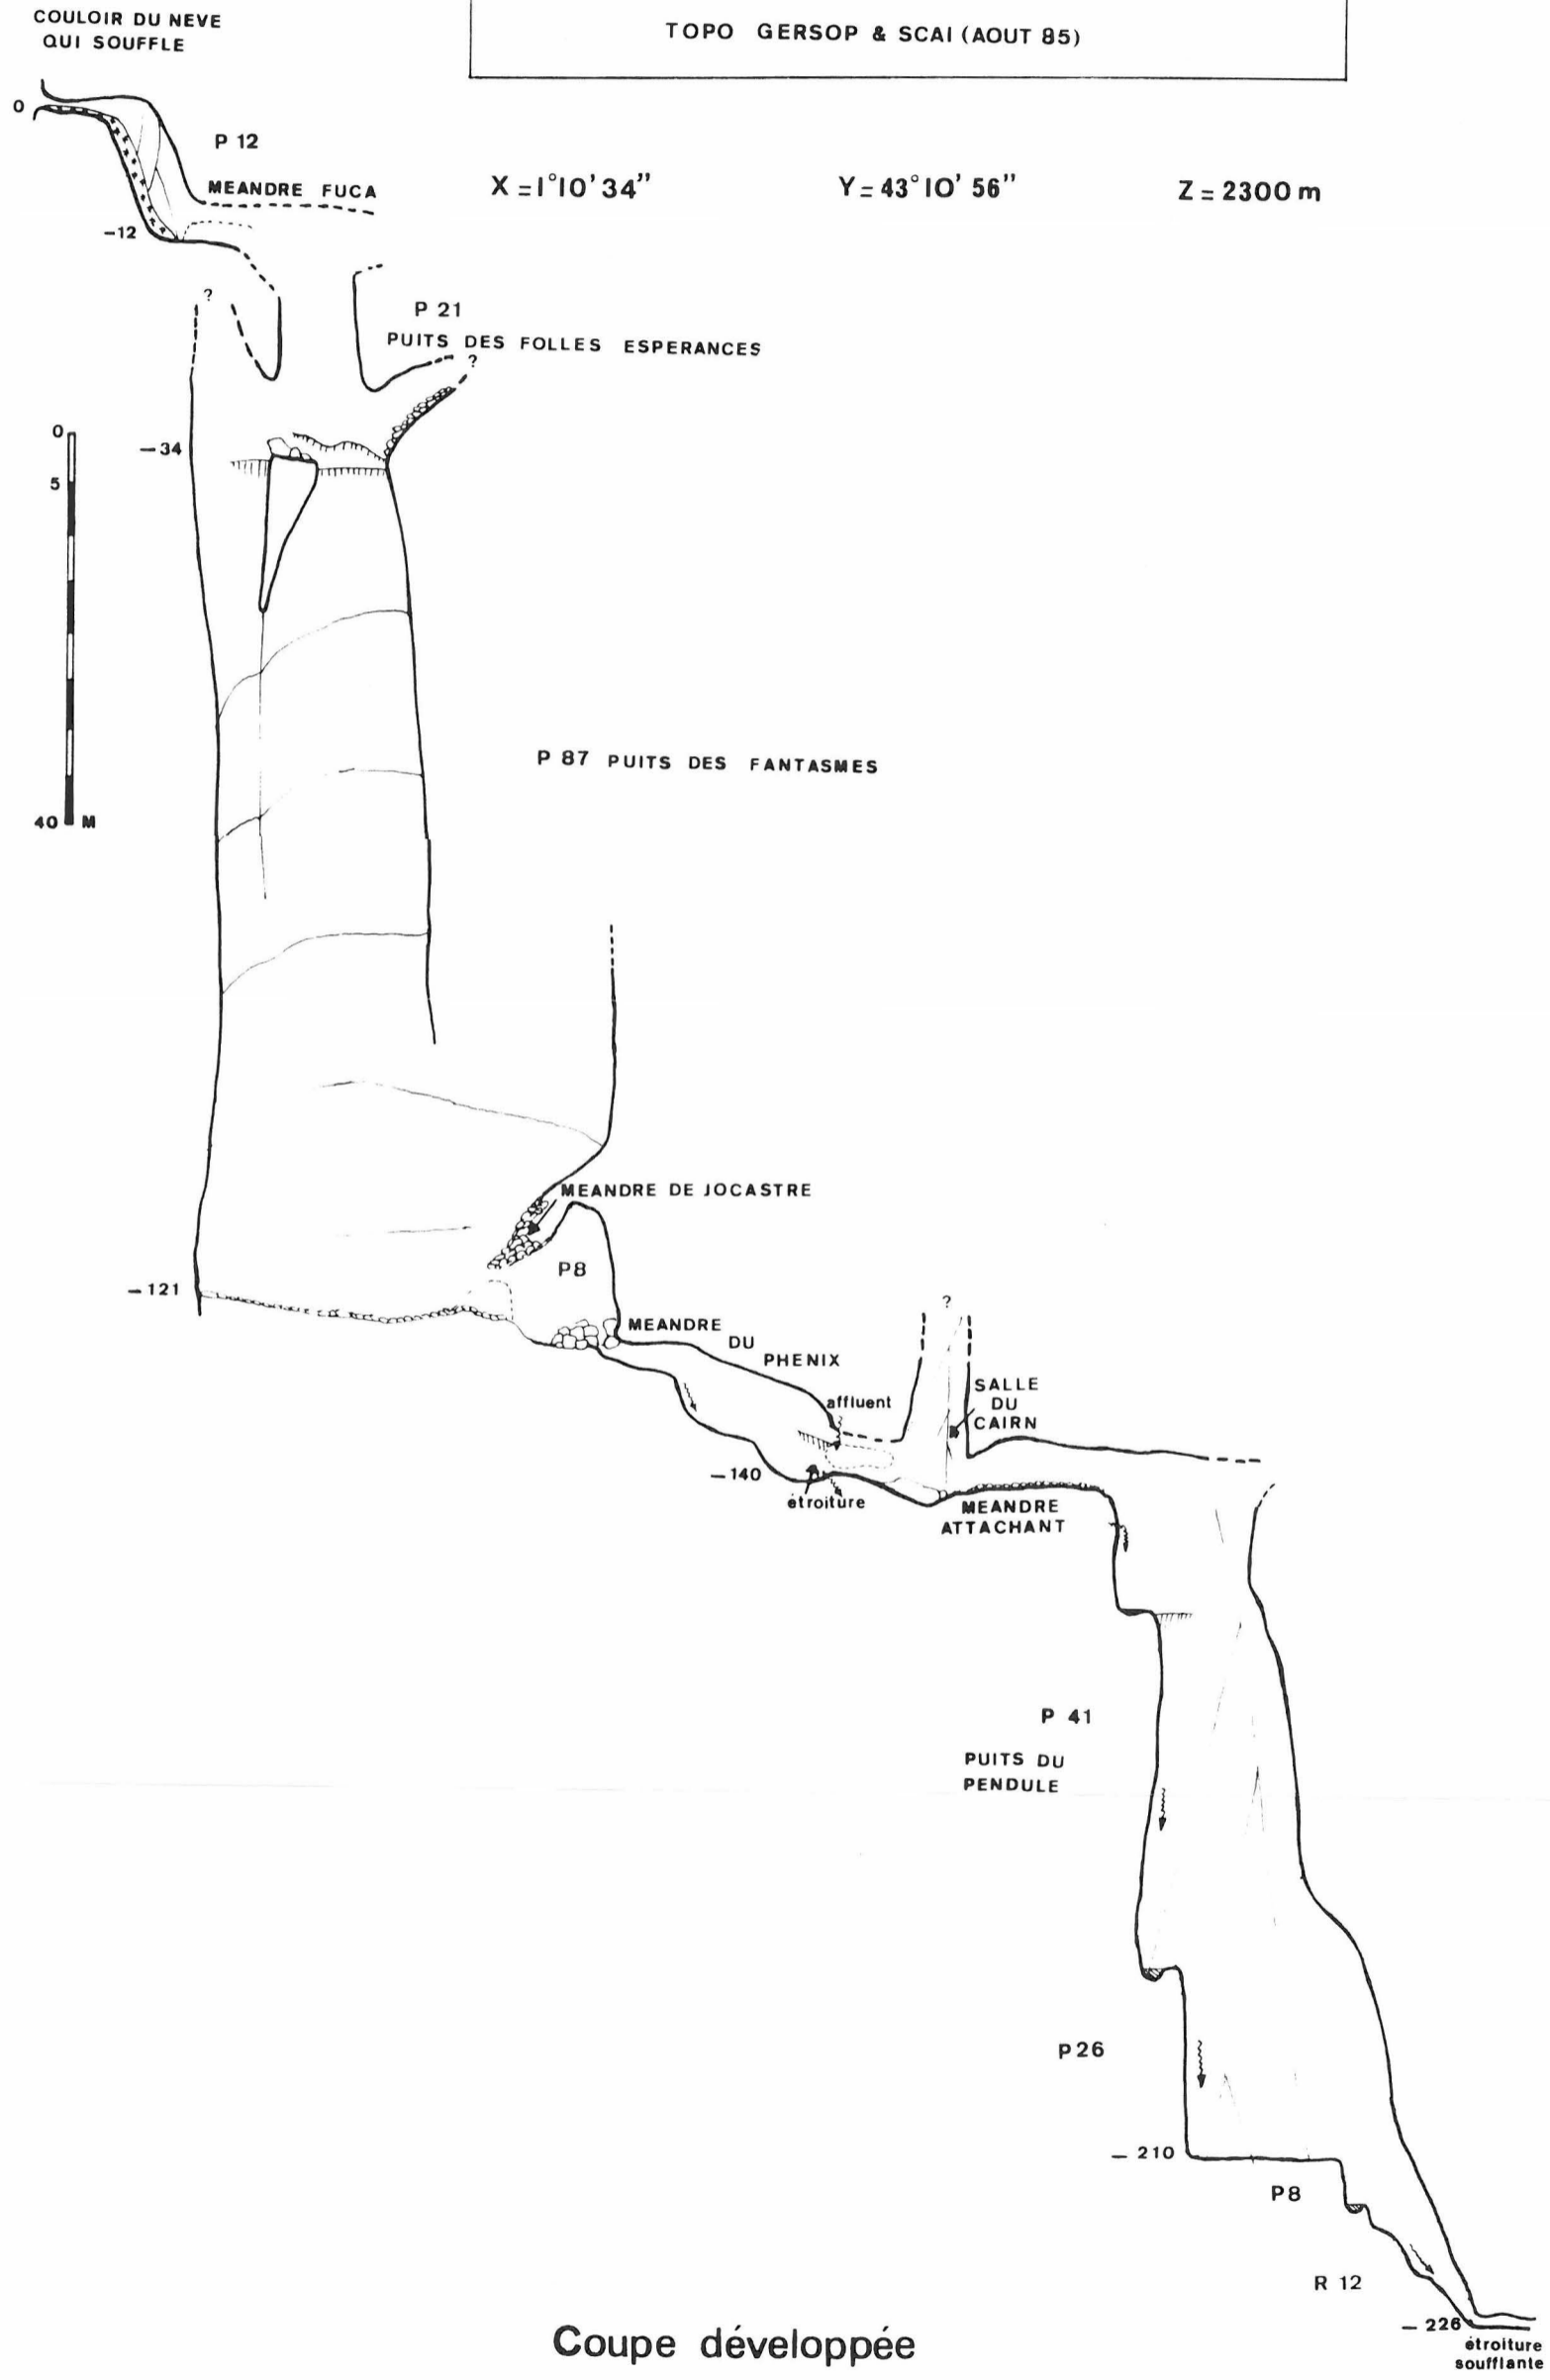 COULOIR DU NEVE
QUI SOUFFLE
TOPO GERSOP & SCAI (AOUT 85)
0
P 12
MEANDRE FUCA
X = 1°10' 34"
Y = 43°10' 56"
Z = 2300 m
-12
?
P 21
PUITS DES FOLLES ESPERANCES
?
0
-34
5
P 87 PUITS DES FANTASMES
40 M
MEANDRE DE JOCASTRE
P8
-121
?
MEANDRE
DU
PHENIX
SALLE
DU
CAIRN
affluent
-140
étroiture
MEANDRE
ATTACHANT
P 41
PUITS DU
PENDULE
P26
- 210
P8
R 12
- 226
étroiture
soufflante
Coupe développée